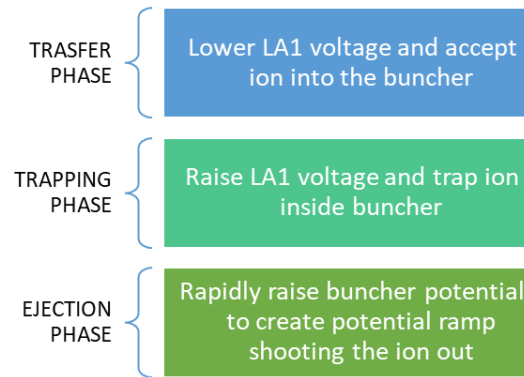 TRASFER
PHASE
Lower LA1 voltage and accept
ion into the buncher
TRAPPING
PHASE
Raise LA1 voltage and trap ion
inside buncher
EJECTION
PHASE
Rapidly raise buncher potential
to create potential ramp
shooting the ion out